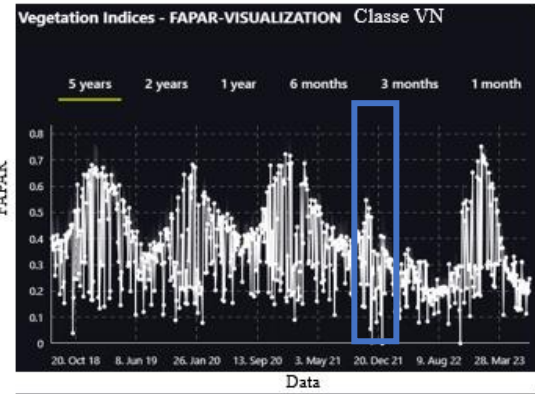 Vegetation Indices - FAPAR-VISUALIZATION Classe VN
5 years 2 years 1 year 6 months 3 months 1 month
FAPAR
0.8
0.7
0.6
0.5
0.4
0.3
0.2
0.1
0
20. Oct 18 8. Jun 19 26. Jan 20 13. Sep 20 3. May 21 20. Dec 21 9. Aug 22 28. Mar 23
Data